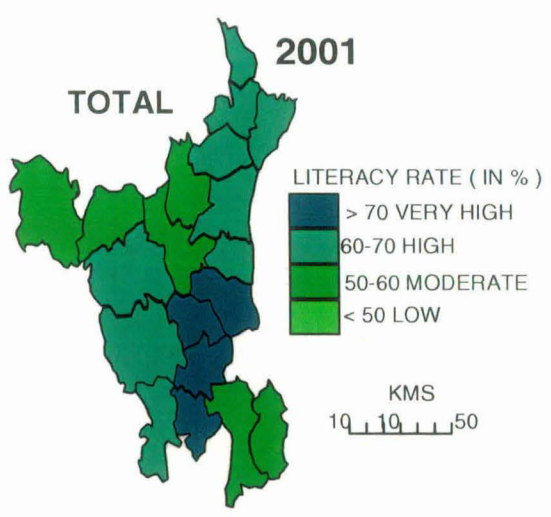 2001
TOTAL
LITERACY RATE ( IN % )
> 70 VERY HIGH
60-70 HIGH
50-60 MODERATE
< 50 LOW
KMS
10 10 50